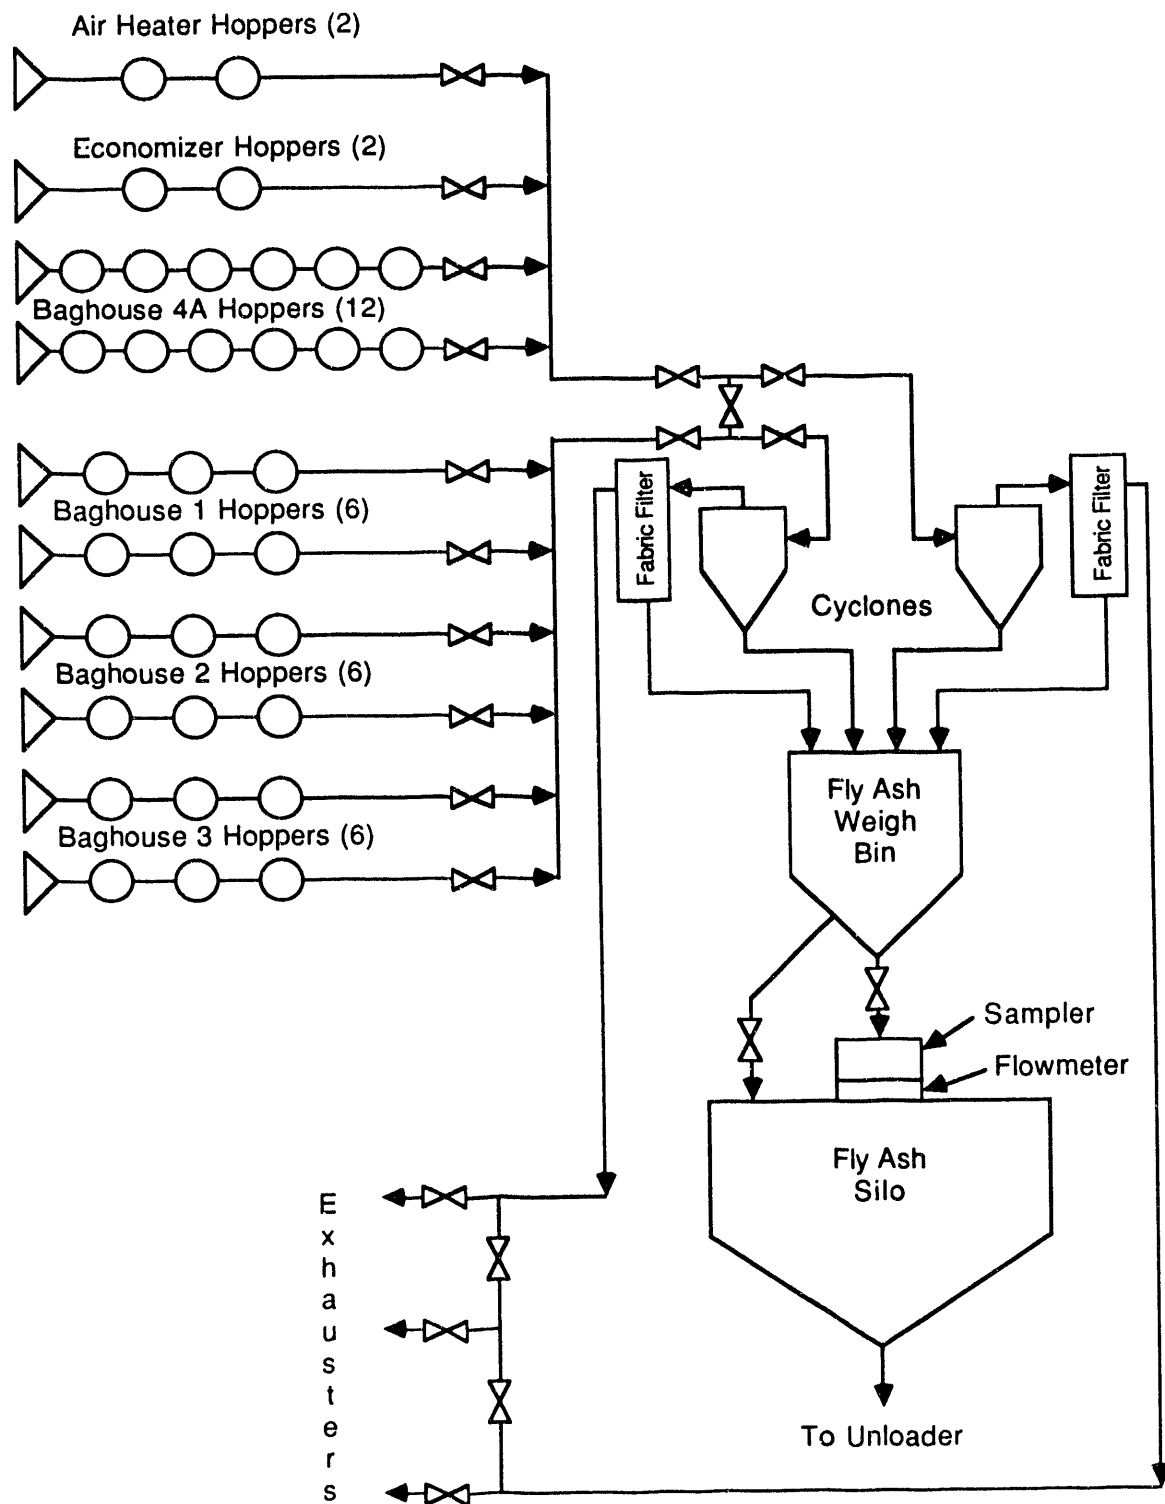 Air Heater Hoppers (2)
Economizer Hoppers (2)
Baghouse 4A Hoppers (12)
Baghouse 1 Hoppers (6)
Baghouse 2 Hoppers (6)
Baghouse 3 Hoppers (6)
Fabric Filter
Cyclones
Fabric Filter
Fly Ash
Weigh
Bin
Sampler
Flowmeter
Fly Ash
Silo
To Unloader
Exhausters